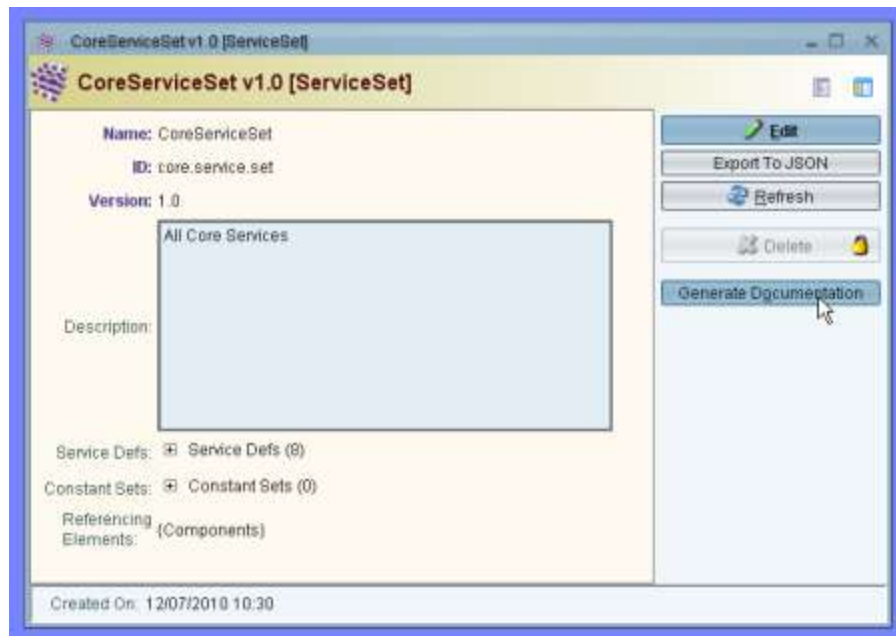 CoreServiceSet v1.0 [ServiceSet]
CoreServiceSet v1.0 [ServiceSet]
Name: CoreServiceSet
ID: core.service.set
Version: 1.0
Description: All Core Services
Service Defs: Service Defs (8)
Constant Sets: Constant Sets (0)
Referencing
Elements: {Components}
Edit
Export To JSON
Refresh
Delete
Generate Documentation
Created On: 12/07/2010 10:30